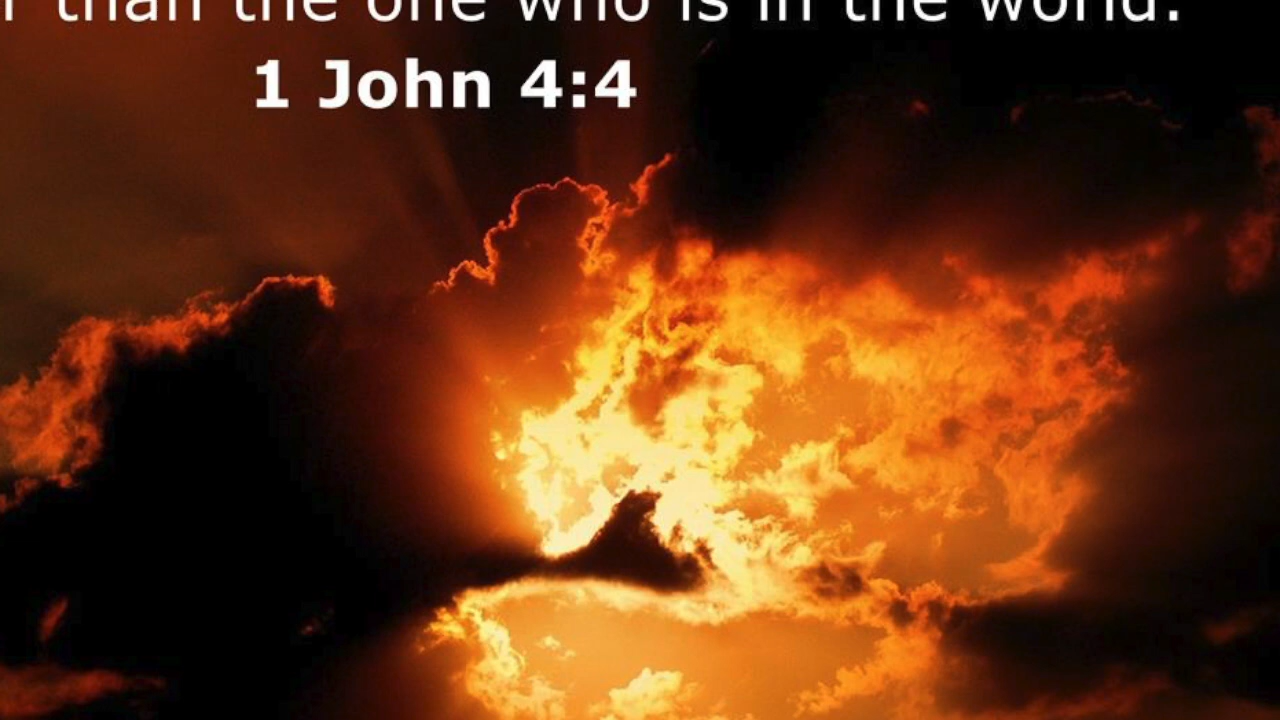 than the one who is in the world.
1 John 4:4